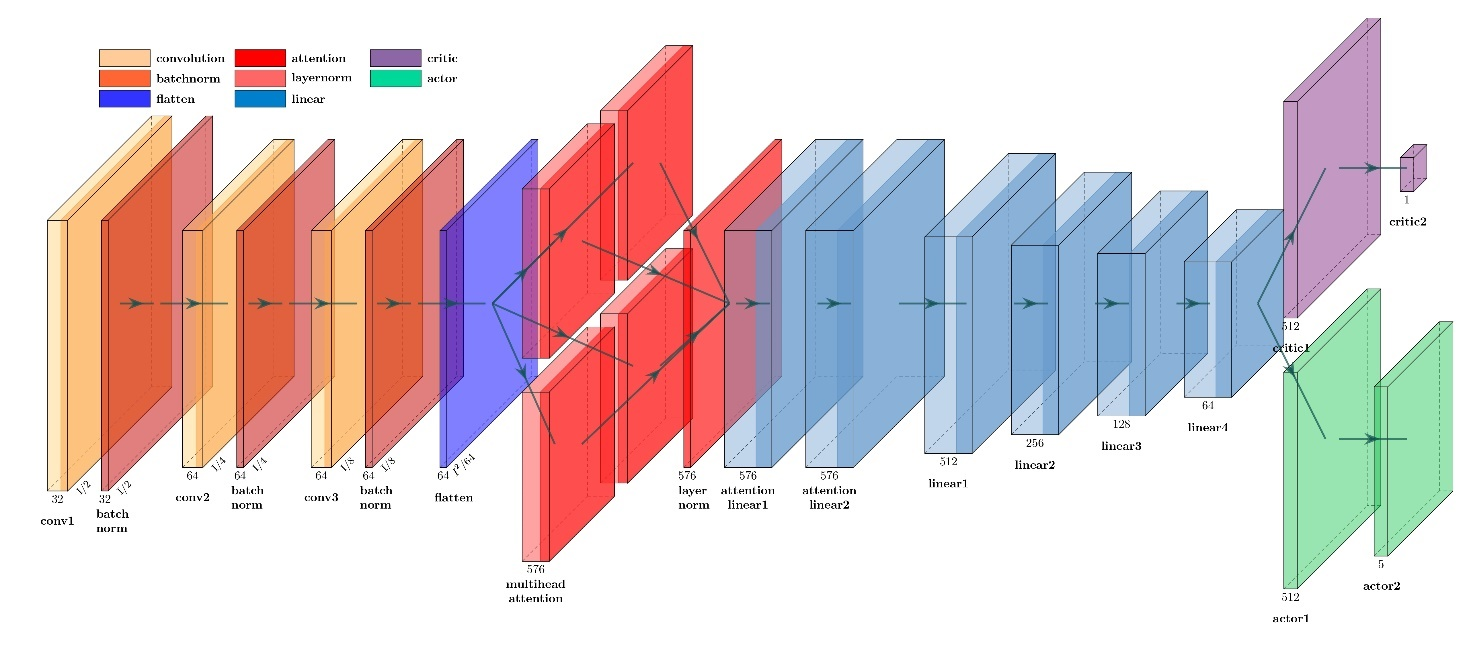 convolution
batchnorm
flatten
attention
layernorm
linear
critic
actor
32
1/2
conv1
32
1/2
batch
norm
64
1/4
conv2
64
1/4
batch
norm
64
1/8
conv3
64
1/8
batch
norm
64
I²/64
flatten
576
multihead
attention
576
layer
norm
576
attention
linear1
576
attention
linear2
512
linear1
256
linear2
128
linear3
64
linear4
512
critic1
1
critic2
512
actor1
5
actor2